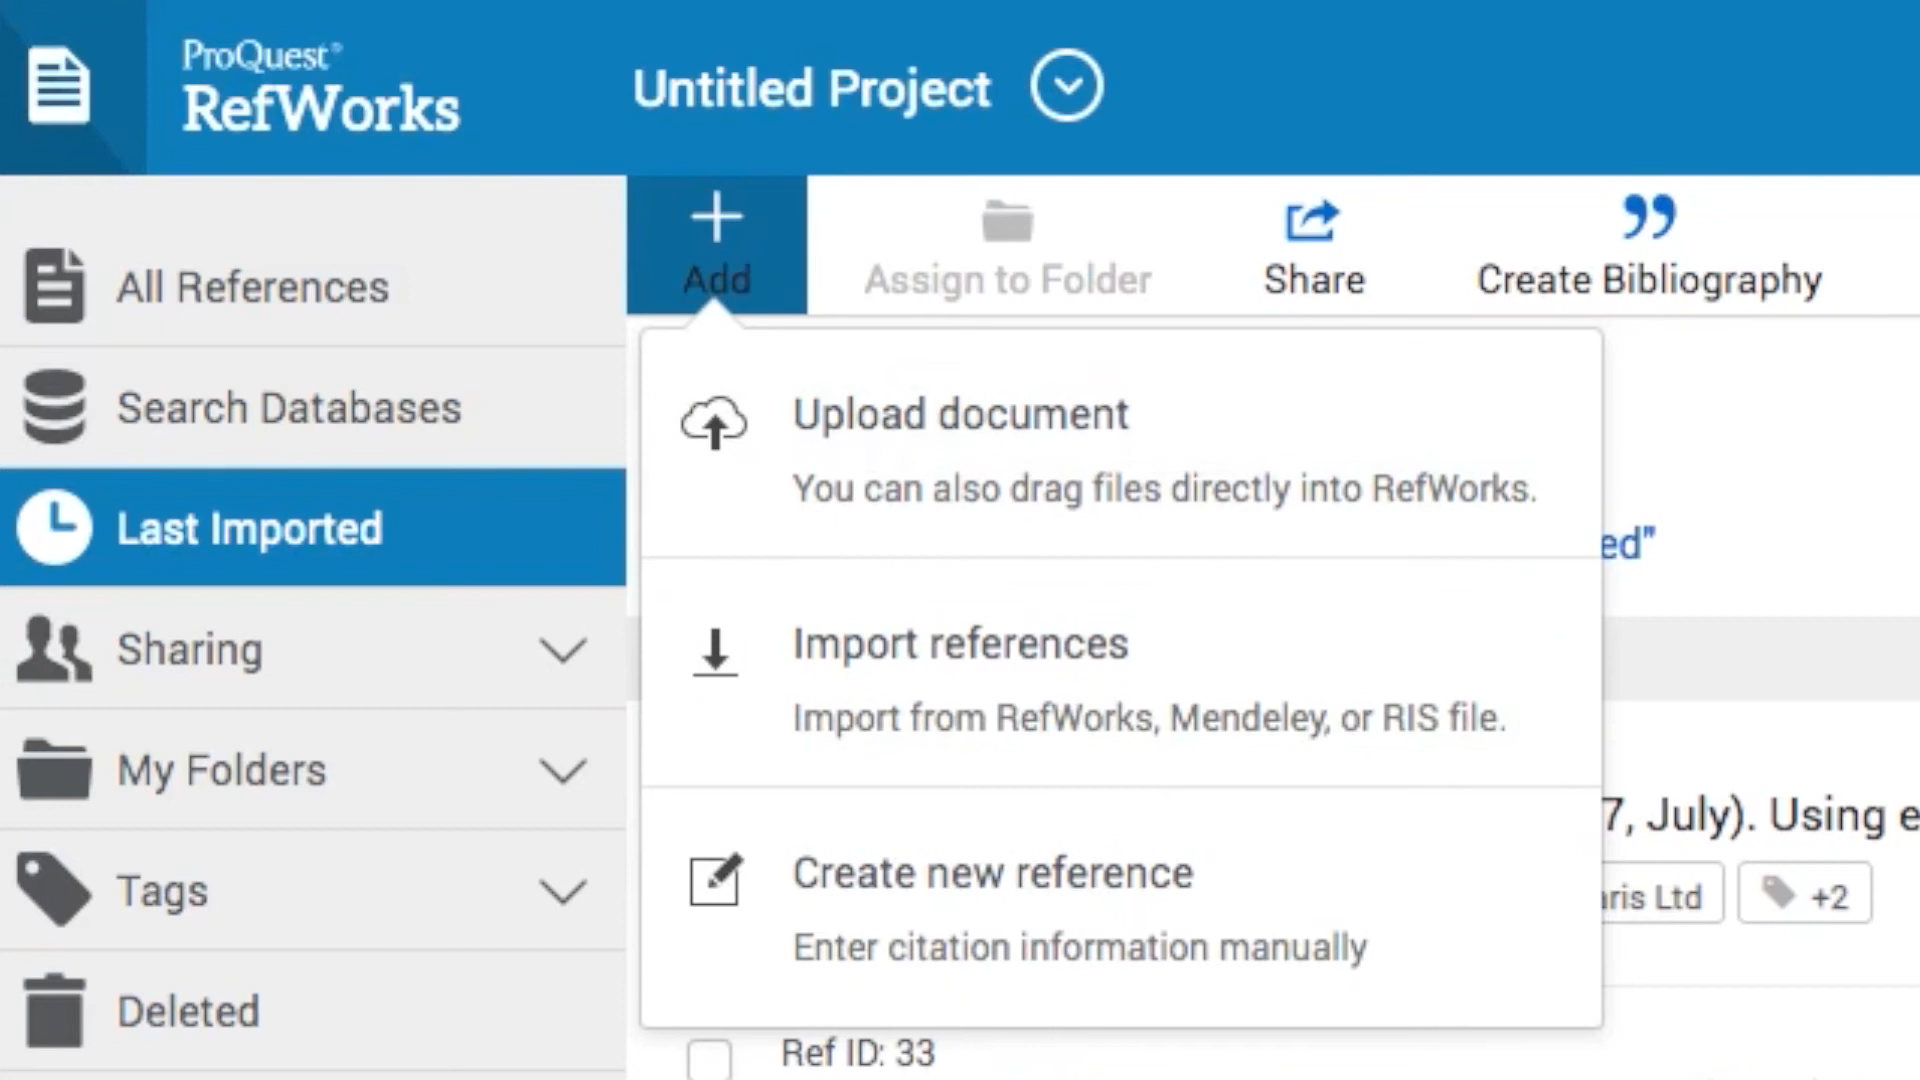 ProQuest®
RefWorks
Untitled Project
All References
Search Databases
Last Imported
Sharing
My Folders
Tags
Deleted
Add
Assign to Folder
Share
Create Bibliography
Upload document
You can also drag files directly into RefWorks.
Import references
Import from RefWorks, Mendeley, or RIS file.
Create new reference
Enter citation information manually
ed"
7, July). Using e
ris Ltd
+2
Ref ID: 33